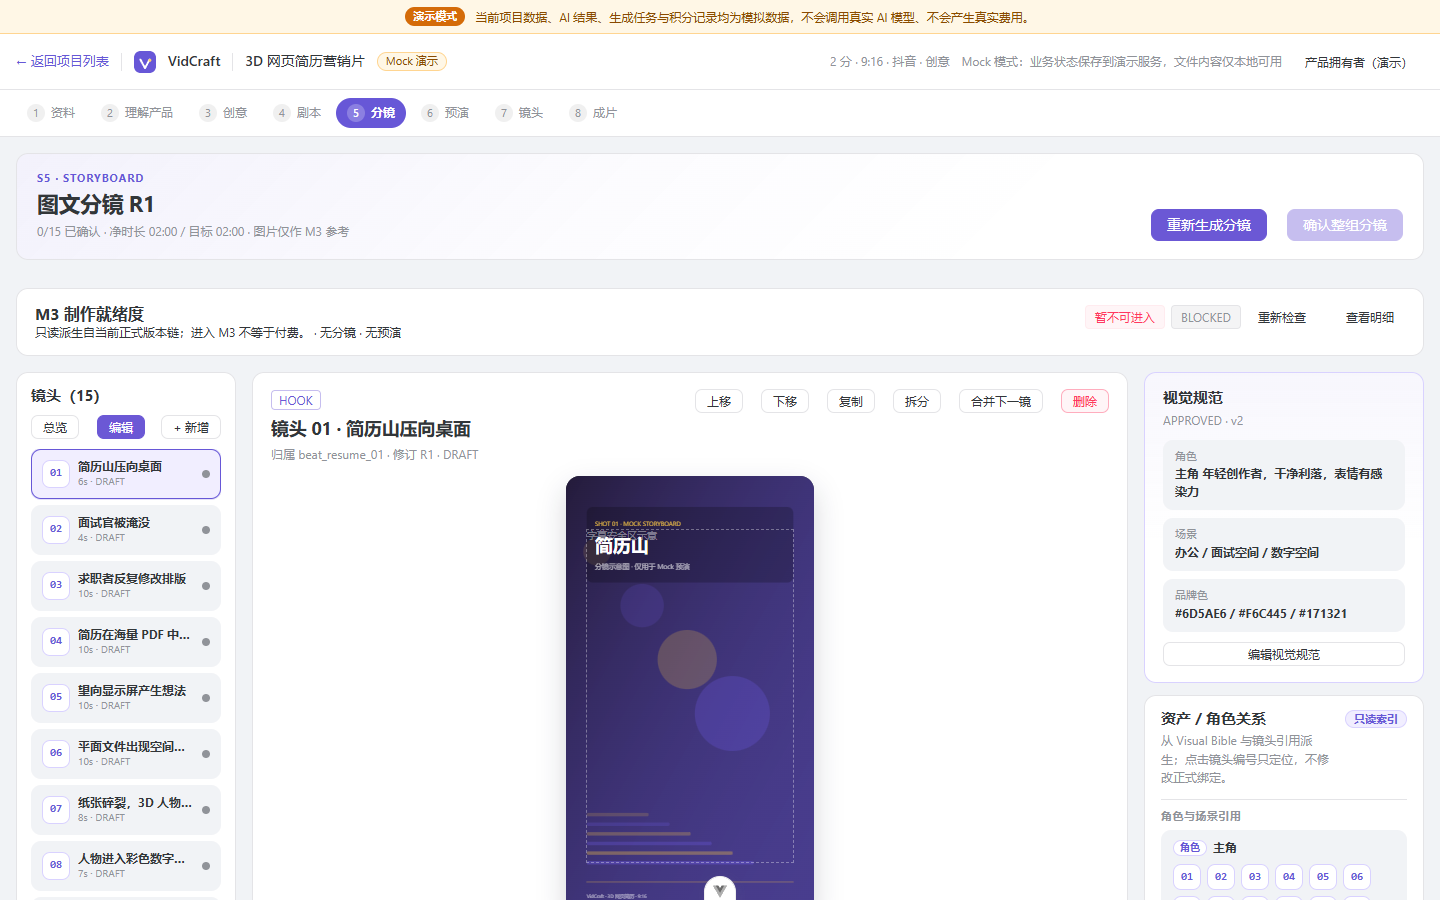 演示模式 当前项目数据、AI 结果、生成任务与积分记录均为模拟数据，不会调用真实 AI 模型、不会产生真实费用。
← 返回项目列表 VidCraft 3D 网页简历营销片 Mock 演示 2 分 · 9:16 · 抖音 · 创意 Mock 模式：业务状态保存到演示服务，文件内容仅本地可用 产品拥有者（演示）
1 资料 2 理解产品 3 创意 4 剧本 5 分镜 6 预演 7 镜头 8 成片
S5 · STORYBOARD
图文分镜 R1
0/15 已确认 · 净时长 02:00 / 目标 02:00 · 图片仅作 M3 参考
重新生成分镜 确认整组分镜
M3 制作就绪度
只读派生自当前正式版本链；进入 M3 不等于付费。 · 无分镜 · 无预演
暂不可进入 BLOCKED 重新检查 查看明细
镜头（15）
总览 编辑 + 新增
01 简历山压向桌面
6s · DRAFT
02 面试官被淹没
4s · DRAFT
03 求职者反复修改排版
10s · DRAFT
04 简历在海量 PDF 中...
10s · DRAFT
05 望向显示屏产生想法
10s · DRAFT
06 平面文件出现空间...
10s · DRAFT
07 纸张碎裂，3D 人物...
8s · DRAFT
08 人物进入彩色数字...
7s · DRAFT
HOOK
上移 下移 复制 拆分 合并下一镜 删除
镜头 01 · 简历山压向桌面
归属 beat_resume_01 · 修订 R1 · DRAFT
SHOT 01 · MOCK STORYBOARD
字幕安全区示意
简历山
分镜示意图 · 仅用于 Mock 预演
VidCraft · 3D 网页简历 · 9:16
视觉规范
APPROVED · v2
角色
主角 年轻创作者，干净利落，表情有感
染力
场景
办公 / 面试空间 / 数字空间
品牌色
#6D5AE6 / #F6C445 / #171321
编辑视觉规范
资产 / 角色关系 只读索引
从 Visual Bible 与镜头引用派
生；点击镜头编号只定位，不修
改正式绑定。
角色与场景引用
角色 主角
01 02 03 04 05 06